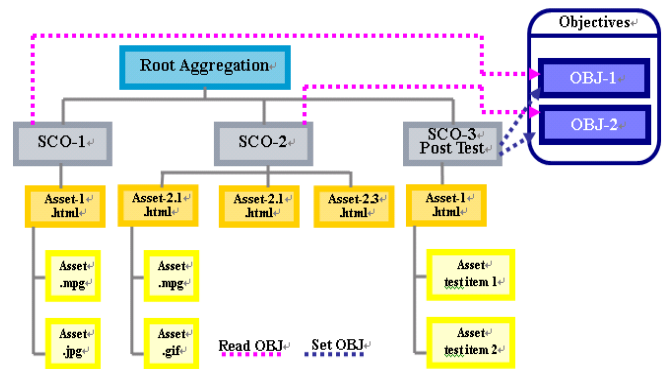 Objectives
Root Aggregation
OBJ-1
OBJ-2
SCO-1
SCO-2
SCO-3
Post Test
Asset-1
.html
Asset-2.1
.html
Asset-2.1
.html
Asset-2.3
.html
Asset-1
.html
Asset
.mpg
Asset
.mpg
Asset
test item 1
Asset
.jpg
Asset
.gif
Read OBJ
Set OBJ
Asset
test item 2